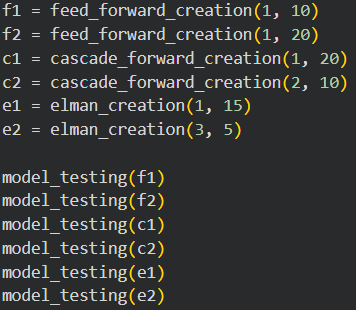 f1 = feed_forward_creation(1, 10)
f2 = feed_forward_creation(1, 20)
c1 = cascade_forward_creation(1, 20)
c2 = cascade_forward_creation(2, 10)
e1 = elman_creation(1, 15)
e2 = elman_creation(3, 5)
model_testing(f1)
model_testing(f2)
model_testing(c1)
model_testing(c2)
model_testing(e1)
model_testing(e2)